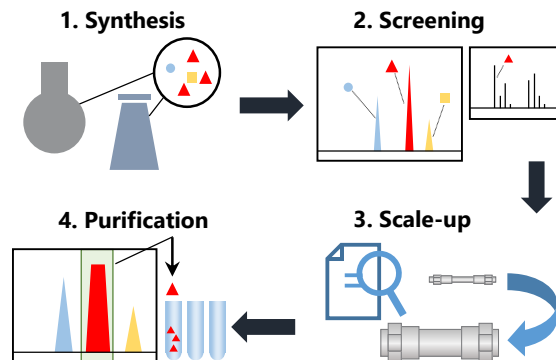 1. Synthesis
2. Screening
3. Scale-up
4. Purification